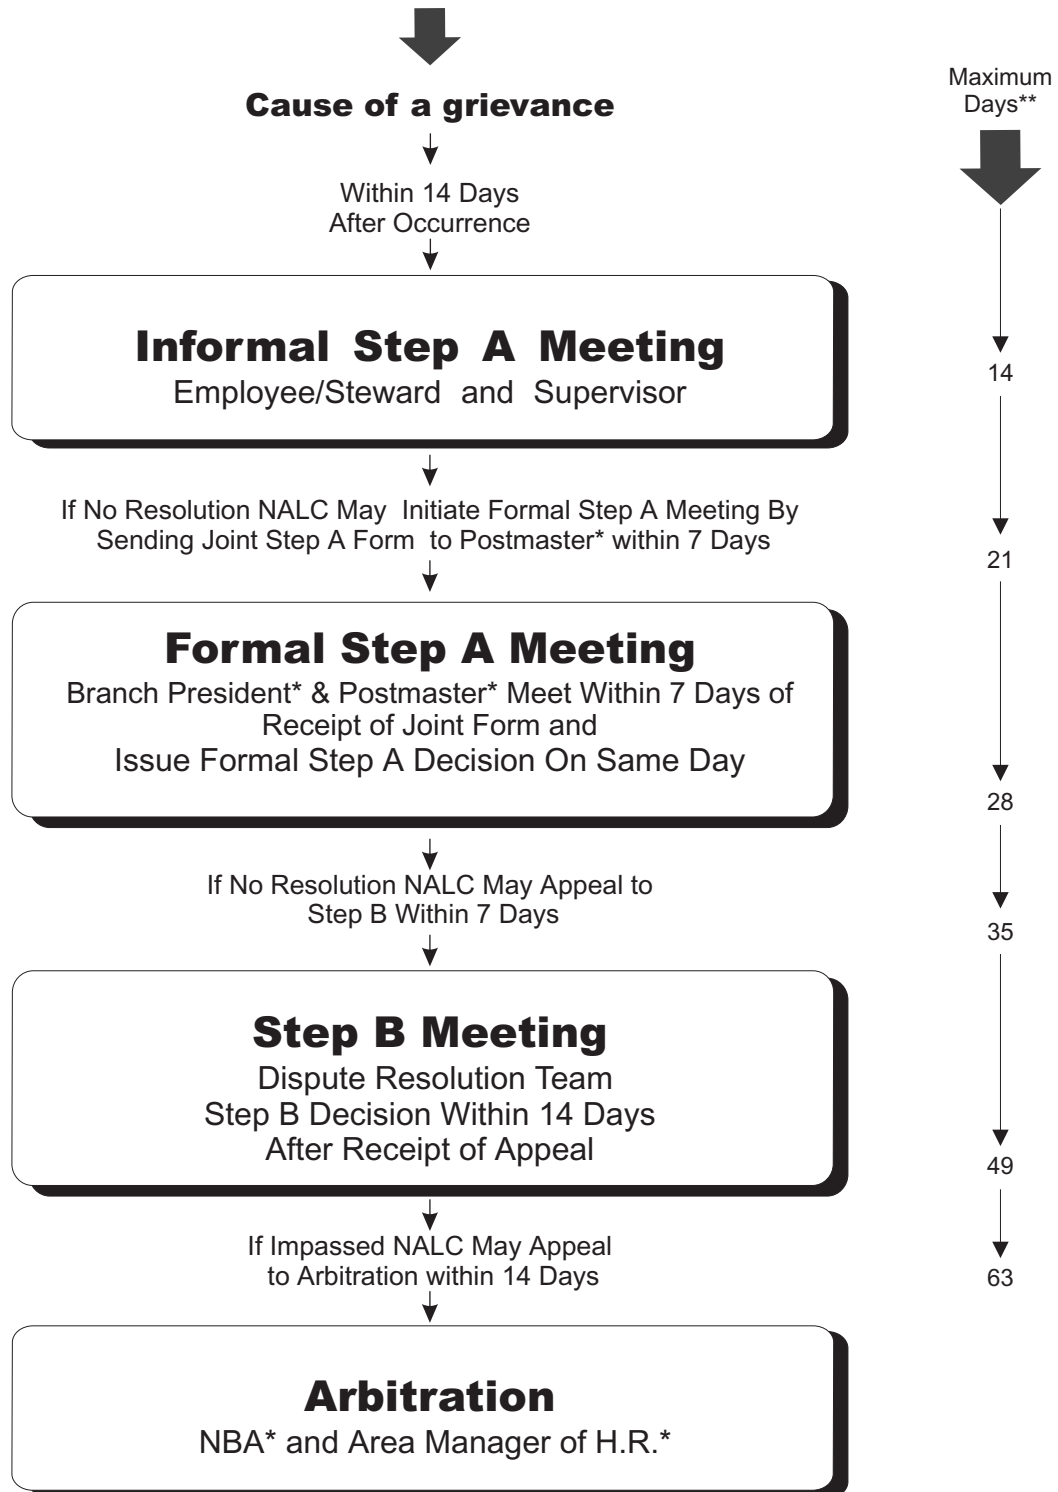 Cause of a grievance
Maximum
Days**
Within 14 Days
After Occurrence
Informal Step A Meeting
Employee/Steward and Supervisor
14
If No Resolution NALC May Initiate Formal Step A Meeting By
Sending Joint Step A Form to Postmaster* within 7 Days
21
Formal Step A Meeting
Branch President* & Postmaster* Meet Within 7 Days of
Receipt of Joint Form and
Issue Formal Step A Decision On Same Day
28
If No Resolution NALC May Appeal to
Step B Within 7 Days
35
Step B Meeting
Dispute Resolution Team
Step B Decision Within 14 Days
After Receipt of Appeal
49
If Impassed NALC May Appeal
to Arbitration within 14 Days
63
Arbitration
NBA* and Area Manager of H.R.*